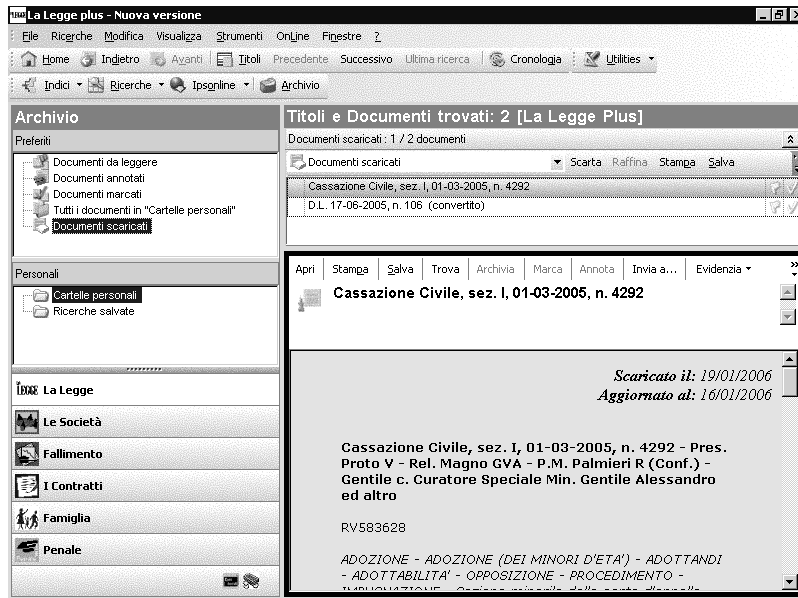 La Legge plus - Nuova versione
File Ricerche Modifica Visualizza Strumenti OnLine Finestre ?
Home Indietro Avanti Titoli Precedente Successivo Ultima ricerca Cronologia Utilities
Indici Ricerche Ipsonline Archivio
Archivio
Preferiti
Documenti da leggere
Documenti annotati
Documenti marcati
Tutti i documenti in "Cartelle personali"
Documenti scaricati
Personali
Cartelle personali
Ricerche salvate
LEGGE La Legge
Le Società
Fallimento
I Contratti
Famiglia
Penale
Titoli e Documenti trovati: 2 [La Legge Plus]
Documenti scaricati : 1 / 2 documenti
Documenti scaricati Scarta Raffina Stampa Salva
Cassazione Civile, sez. I, 01-03-2005, n. 4292
D.L. 17-06-2005, n. 106 (convertito)
Apri Stampa Salva Trova Archivia Marca Annota Invia a... Evidenzia
Cassazione Civile, sez. I, 01-03-2005, n. 4292
Scaricato il: 19/01/2006
Aggiornato al: 16/01/2006
Cassazione Civile, sez. I, 01-03-2005, n. 4292 - Pres.
Proto V - Rel. Magno GVA - P.M. Palmieri R (Conf.) -
Gentile c. Curatore Speciale Min. Gentile Alessandro
ed altro
RV583628
ADOZIONE - ADOZIONE (DEI MINORI D'ETA') - ADOTTANDI
- ADOTTABILITA' - OPPOSIZIONE - PROCEDIMENTO -